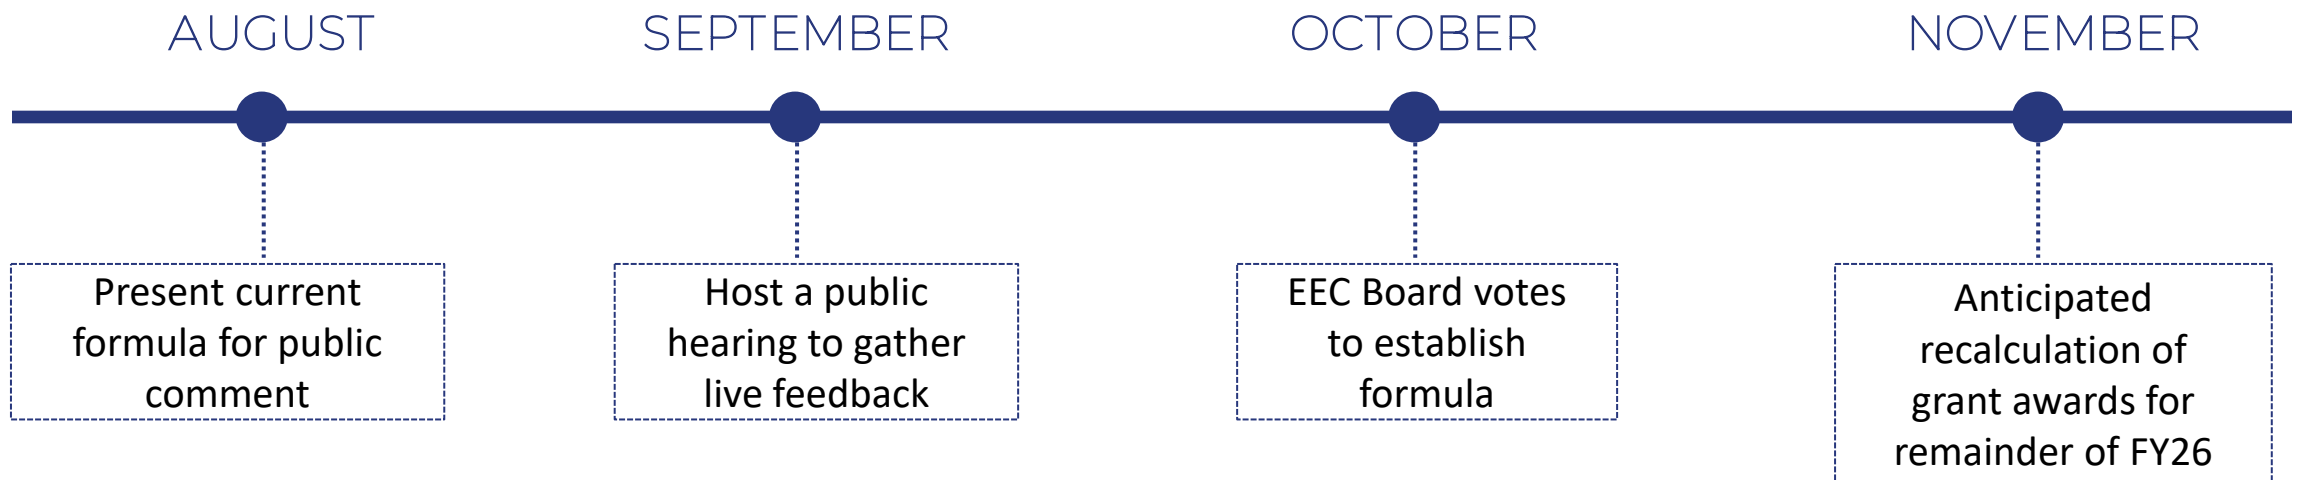 AUGUST
SEPTEMBER
OCTOBER
NOVEMBER
Present current
formula for public
comment
Host a public
hearing to gather
live feedback
EEC Board votes
to establish
formula
Anticipated
recalculation of
grant awards for
remainder of FY26